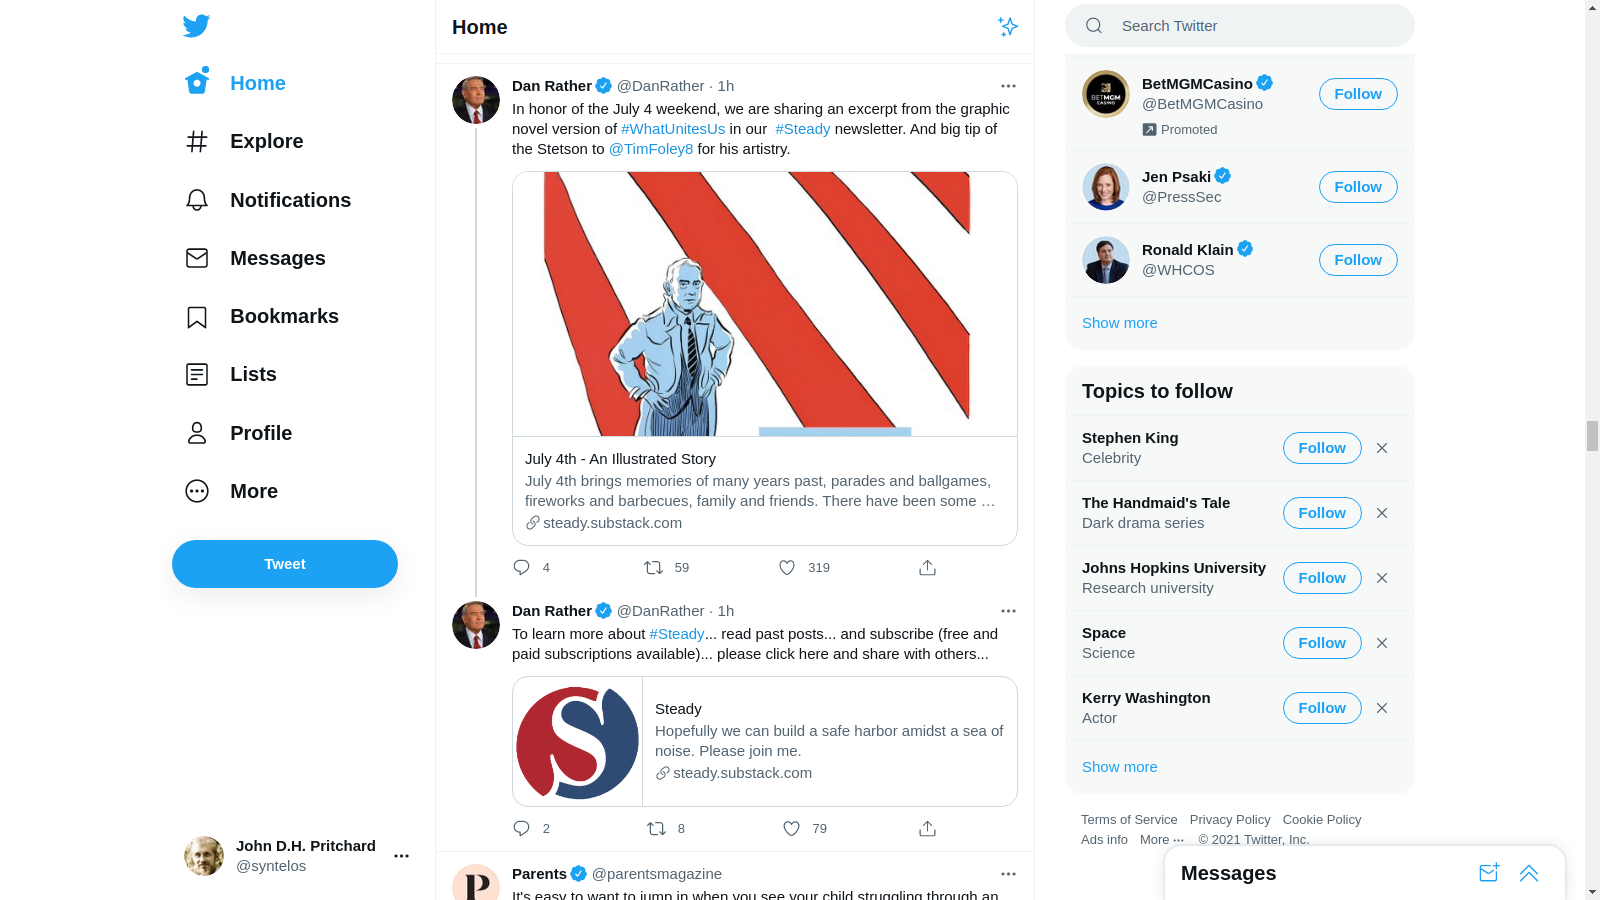 Home
Explore
Notifications
Messages
Bookmarks
Lists
Profile
More
Tweet
John D.H. Pritchard
@syntelos
Home
Dan Rather @DanRather · 1h
In honor of the July 4 weekend, we are sharing an excerpt from the graphic
novel version of #WhatUnitesUs in our #Steady newsletter. And big tip of
the Stetson to @TimFoley8 for his artistry.
July 4th - An Illustrated Story
July 4th brings memories of many years past, parades and ballgames,
fireworks and barbecues, family and friends. There have been some …
steady.substack.com
4 59 319
Dan Rather @DanRather · 1h
To learn more about #Steady... read past posts... and subscribe (free and
paid subscriptions available)... please click here and share with others...
S
Steady
Hopefully we can build a safe harbor amidst a sea of
noise. Please join me.
steady.substack.com
2 8 79
P
Parents @parentsmagazine
It's easy to want to jump in when you see your child struggling through an
Search Twitter
BETMGM
CASINO
BetMGMCasino
@BetMGMCasino
Promoted
Follow
Jen Psaki
@PressSec
Follow
Ronald Klain
@WHCOS
Follow
Show more
Topics to follow
Stephen King
Celebrity
Follow
The Handmaid's Tale
Dark drama series
Follow
Johns Hopkins University
Research university
Follow
Space
Science
Follow
Kerry Washington
Actor
Follow
Show more
Terms of Service Privacy Policy Cookie Policy
Ads info More ··· © 2021 Twitter, Inc.
Messages